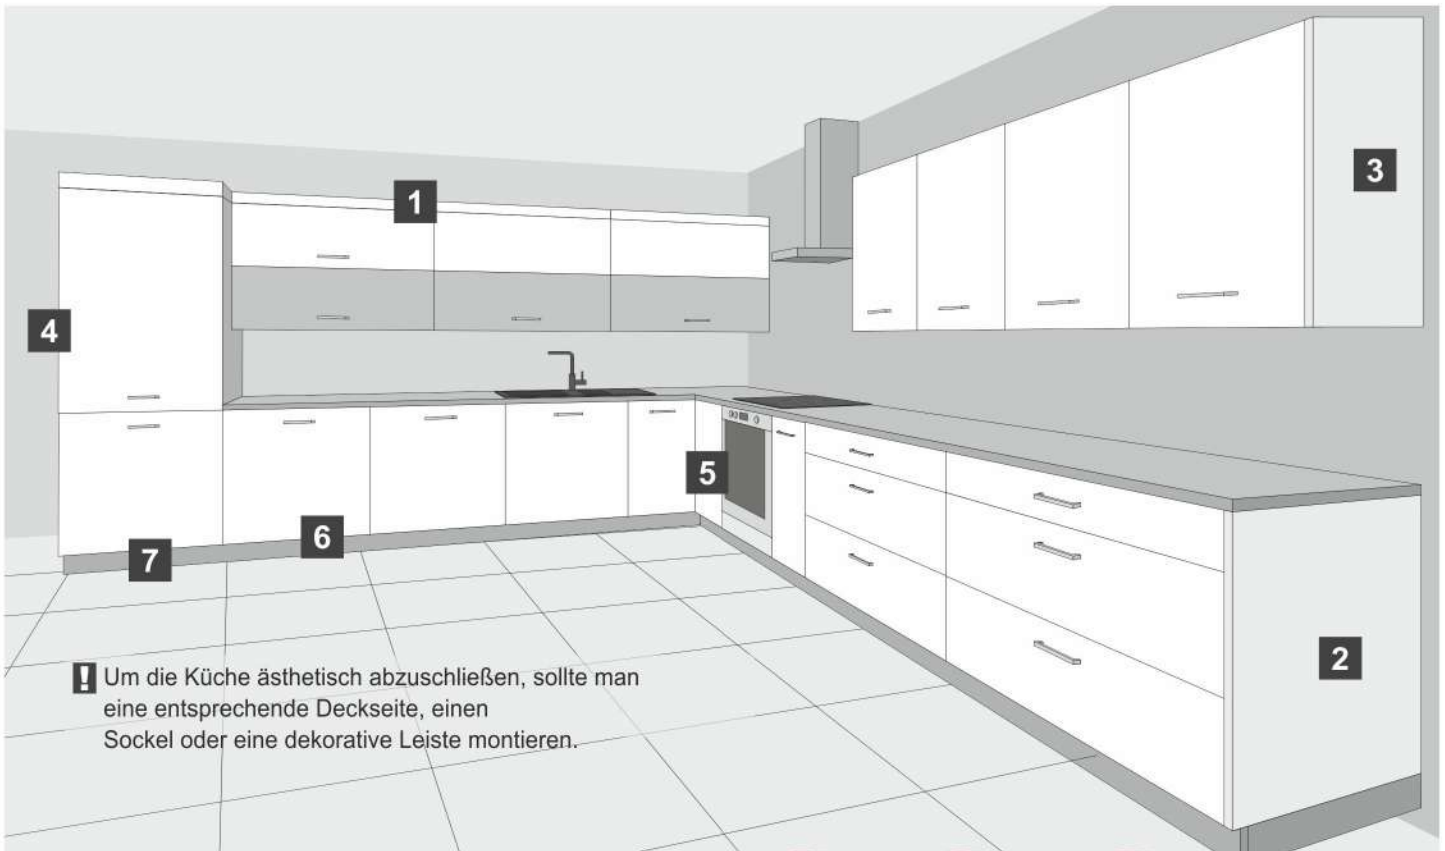 1
3
4
5
6
7
2
! Um die Küche ästhetisch abzuschließen, sollte man
eine entsprechende Deckseite, einen
Sockel oder eine dekorative Leiste montieren.